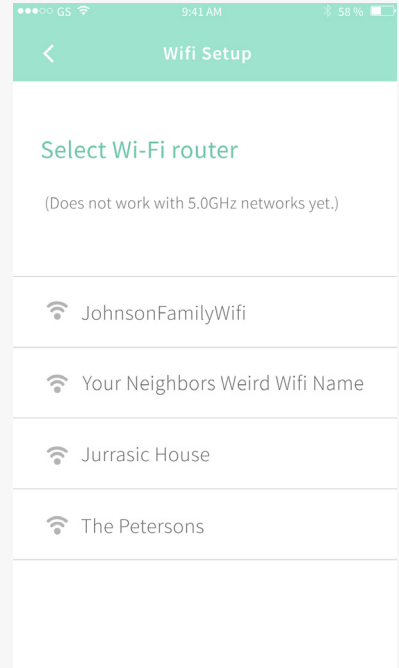 GS 9:41 AM 58 %
Wifi Setup
Select Wi-Fi router
(Does not work with 5.0GHz networks yet.)
JohnsonFamilyWifi
Your Neighbors Weird Wifi Name
Jurrasic House
The Petersons